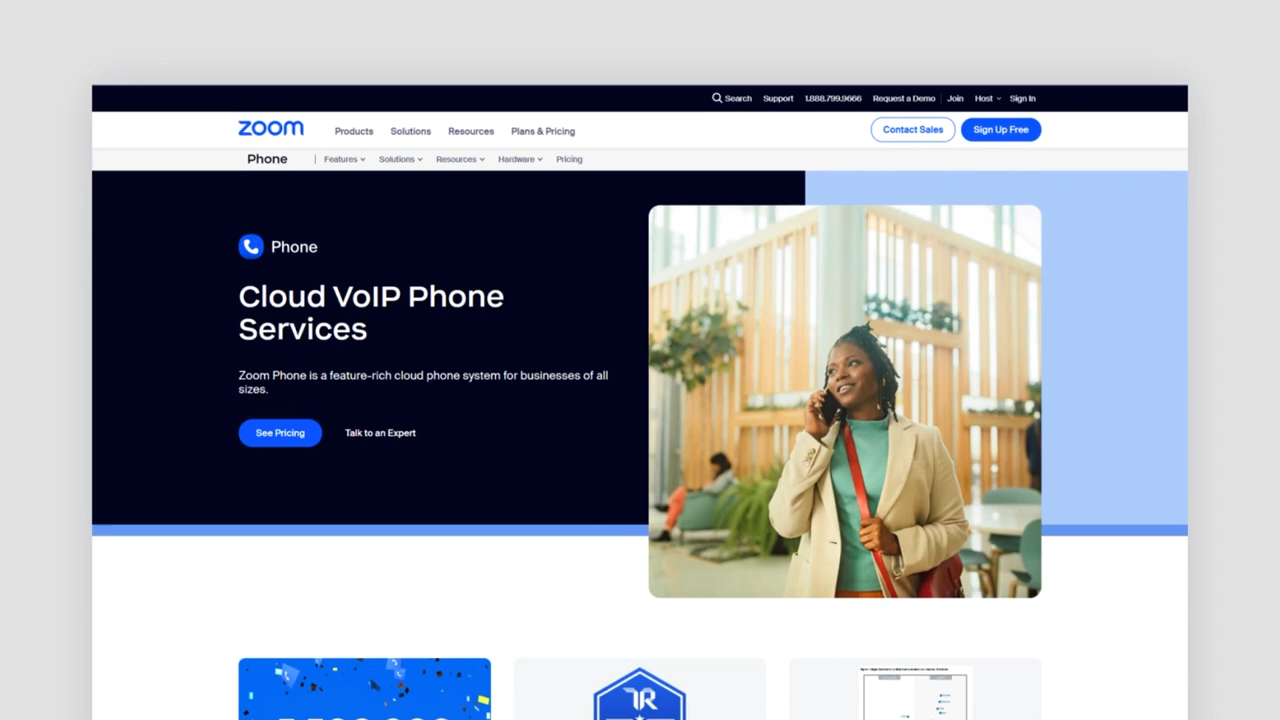 Search Support 1.888.799.9666 Request a Demo Join Host Sign In
zoom Products Solutions Resources Plans & Pricing Contact Sales Sign Up Free
Phone Features Solutions Resources Hardware Pricing
Phone
Cloud VoIP Phone
Services
Zoom Phone is a feature-rich cloud phone system for businesses of all
sizes.
See Pricing Talk to an Expert
TR